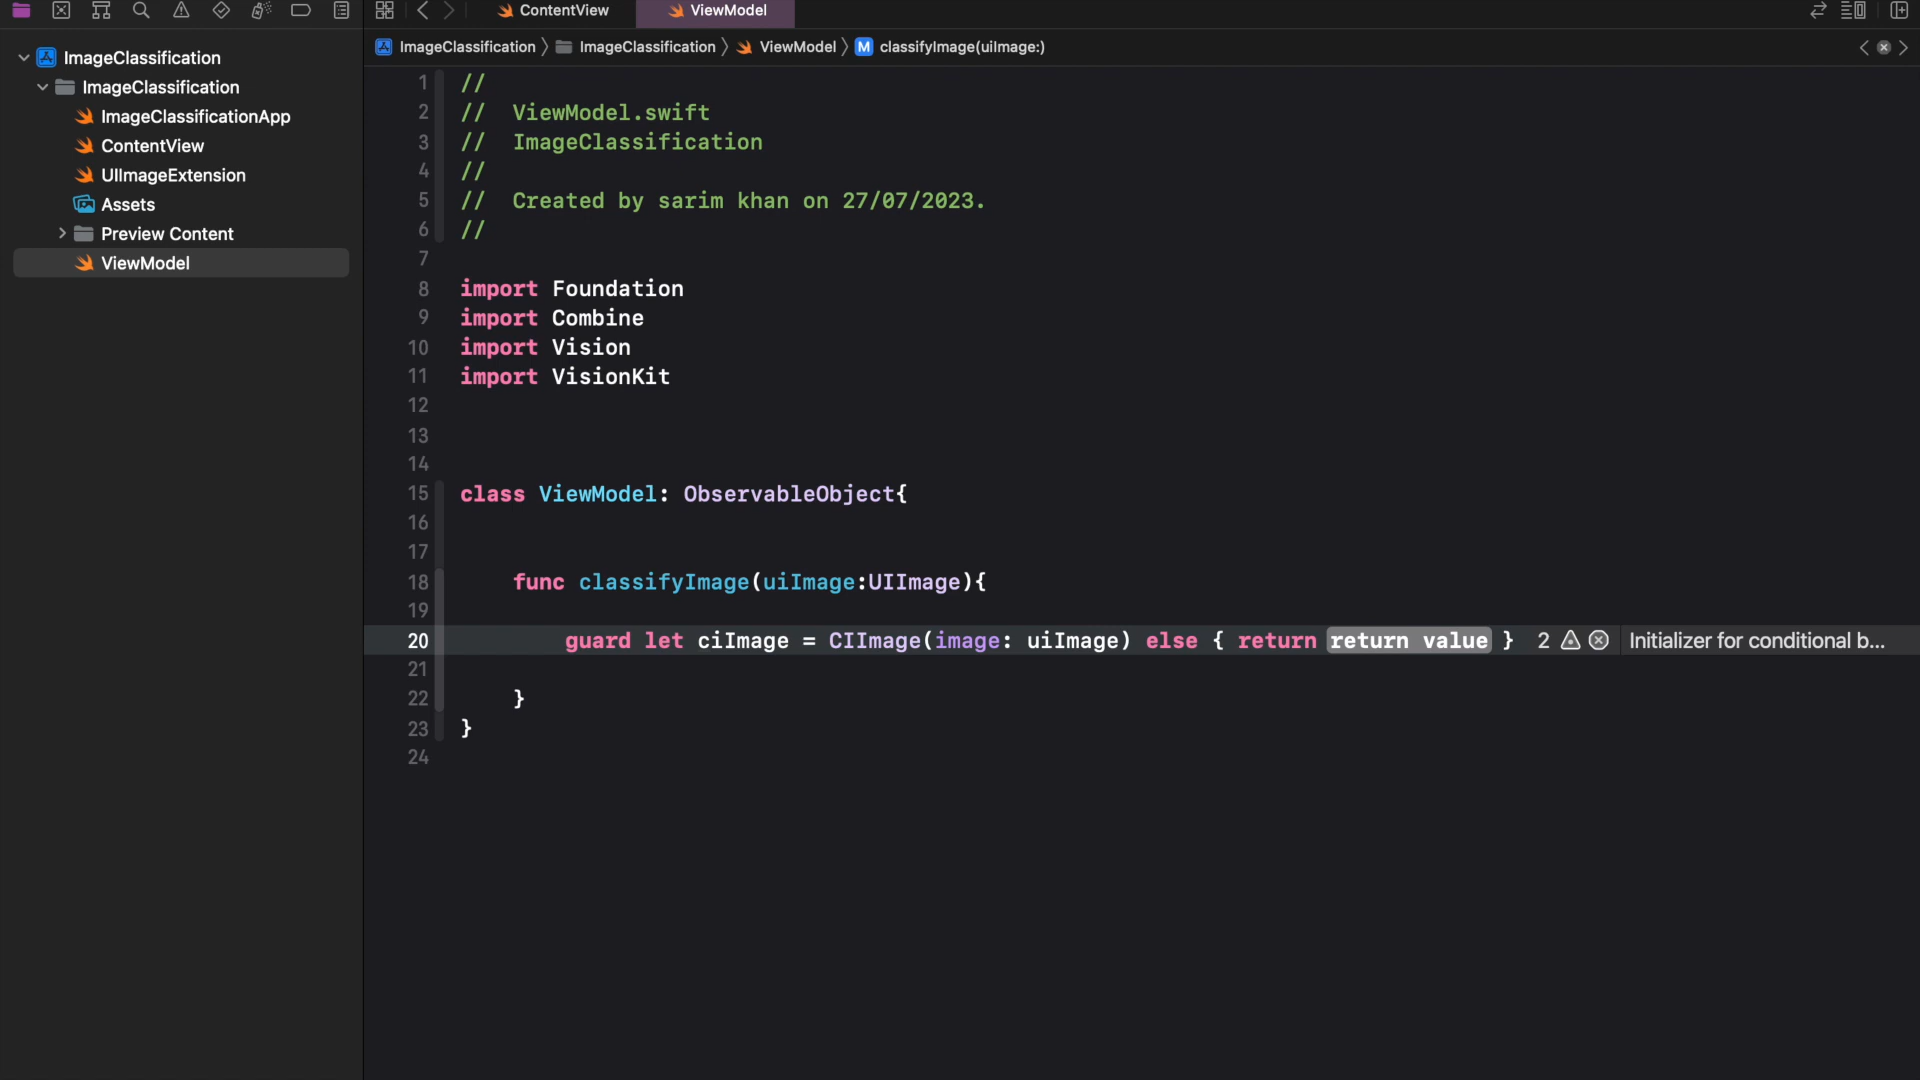 ContentView
ViewModel
ImageClassification
ImageClassification
ViewModel
M classifyImage(uiImage:)
ImageClassification
ImageClassification
ImageClassificationApp
ContentView
UIImageExtension
Assets
Preview Content
ViewModel
1 //
2 //  ViewModel.swift
3 //  ImageClassification
4 //
5 //  Created by sarim khan on 27/07/2023.
6 //
7
8 import Foundation
9 import Combine
10 import Vision
11 import VisionKit
12
13
14
15 class ViewModel: ObservableObject{
16
17
18     func classifyImage(uiImage:UIImage){
19
20         guard let ciImage = CIImage(image: uiImage) else { return return value } 2 Initializer for conditional b...
21
22     }
23 }
24